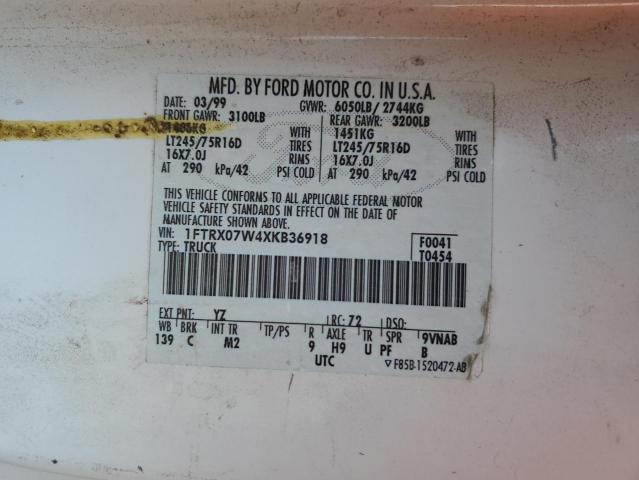 MFD. BY FORD MOTOR CO. IN U.S.A.
DATE: 03/99 GVWR: 6050LB/ 2744KG
FRONT GAWR: 3100LB REAR GAWR: 3200LB
1405KG WITH 1451KG WITH
LT245/75R16D TIRES LT245/75R16D TIRES
16X7.0J RIMS 16X7.0J RIMS
AT 290 kPa/42 PSI COLD AT 290 kPa/42 PSI COLD
THIS VEHICLE CONFORMS TO ALL APPLICABLE FEDERAL MOTOR
VEHICLE SAFETY STANDARDS IN EFFECT ON THE DATE OF
MANUFACTURE SHOWN ABOVE.
VIN: 1FTRX07W4XKB36918 F0041
TYPE: TRUCK T0454
EXT PNT: YZ RC: 72 DSO:
WB BRK INT TR TP/PS R AXLE TR SPR 9VNAB
139 C M2 9 H9 U PF B
UTC ▽ F85B-1520472-AB